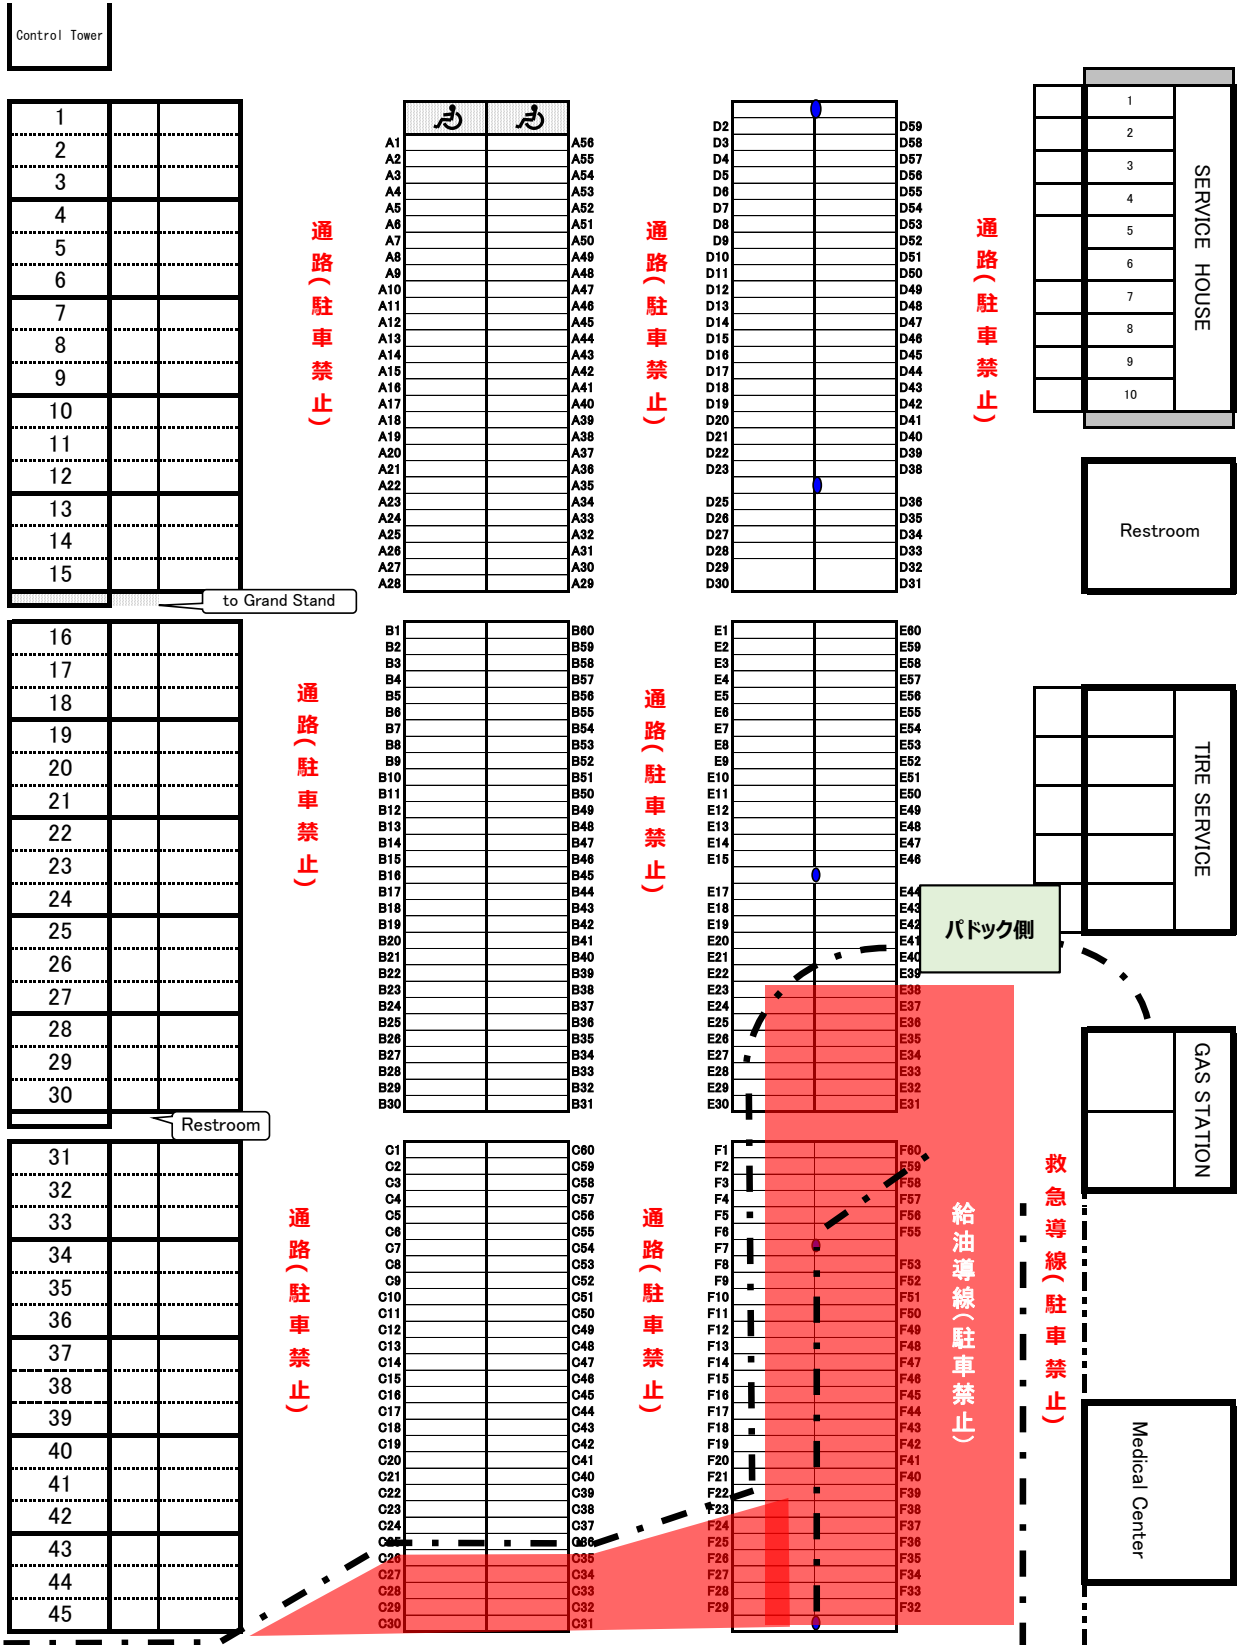 Control Tower
1
2
3
4
5
6
7
8
9
10
11
12
13
14
15
to Grand Stand
16
17
18
19
20
21
22
23
24
25
26
27
28
29
30
Restroom
31
32
33
34
35
36
37
38
39
40
41
42
43
44
45
通路(駐車禁止)
通路(駐車禁止)
通路(駐車禁止)
A1 A56
A2 A55
A3 A54
A4 A53
A5 A52
A6 A51
A7 A50
A8 A49
A9 A48
A10 A47
A11 A46
A12 A45
A13 A44
A14 A43
A15 A42
A16 A41
A17 A40
A18 A39
A19 A38
A20 A37
A21 A36
A22 A35
A23 A34
A24 A33
A25 A32
A26 A31
A27 A30
A28 A29
B1 B60
B2 B59
B3 B58
B4 B57
B5 B56
B6 B55
B7 B54
B8 B53
B9 B52
B10 B51
B11 B50
B12 B49
B13 B48
B14 B47
B15 B46
B16 B45
B17 B44
B18 B43
B19 B42
B20 B41
B21 B40
B22 B39
B23 B38
B24 B37
B25 B36
B26 B35
B27 B34
B28 B33
B29 B32
B30 B31
C1 C60
C2 C59
C3 C58
C4 C57
C5 C56
C6 C55
C7 C54
C8 C53
C9 C52
C10 C51
C11 C50
C12 C49
C13 C48
C14 C47
C15 C46
C16 C45
C17 C44
C18 C43
C19 C42
C20 C41
C21 C40
C22 C39
C23 C38
C24 C37
C25 C36
C26 C35
C27 C34
C28 C33
C29 C32
C30 C31
通路(駐車禁止)
通路(駐車禁止)
通路(駐車禁止)
D2 D59
D3 D58
D4 D57
D5 D56
D6 D55
D7 D54
D8 D53
D9 D52
D10 D51
D11 D50
D12 D49
D13 D48
D14 D47
D15 D46
D16 D45
D17 D44
D18 D43
D19 D42
D20 D41
D21 D40
D22 D39
D23 D38
D25 D36
D26 D35
D27 D34
D28 D33
D29 D32
D30 D31
E1 E60
E2 E59
E3 E58
E4 E57
E5 E56
E6 E55
E7 E54
E8 E53
E9 E52
E10 E51
E11 E50
E12 E49
E13 E48
E14 E47
E15 E46
E17 E44
E18 E43
E19 E42
E20 E41
E21 E40
E22 E39
E23 E38
E24 E37
E25 E36
E26 E35
E27 E34
E28 E33
E29 E32
E30 E31
F1 F60
F2 F59
F3 F58
F4 F57
F5 F56
F6 F55
F7
F8 F53
F9 F52
F10 F51
F11 F50
F12 F49
F13 F48
F14 F47
F15 F46
F16 F45
F17 F44
F18 F43
F19 F42
F20 F41
F21 F40
F22 F39
F23 F38
F24 F37
F25 F36
F26 F35
F27 F34
F28 F33
F29 F32
通路(駐車禁止)
パドック側
給油導線(駐車禁止)
救急導線(駐車禁止)
1
2
3
4
5
6
7
8
9
10
SERVICE HOUSE
Restroom
TIRE SERVICE
GAS STATION
Medical Center